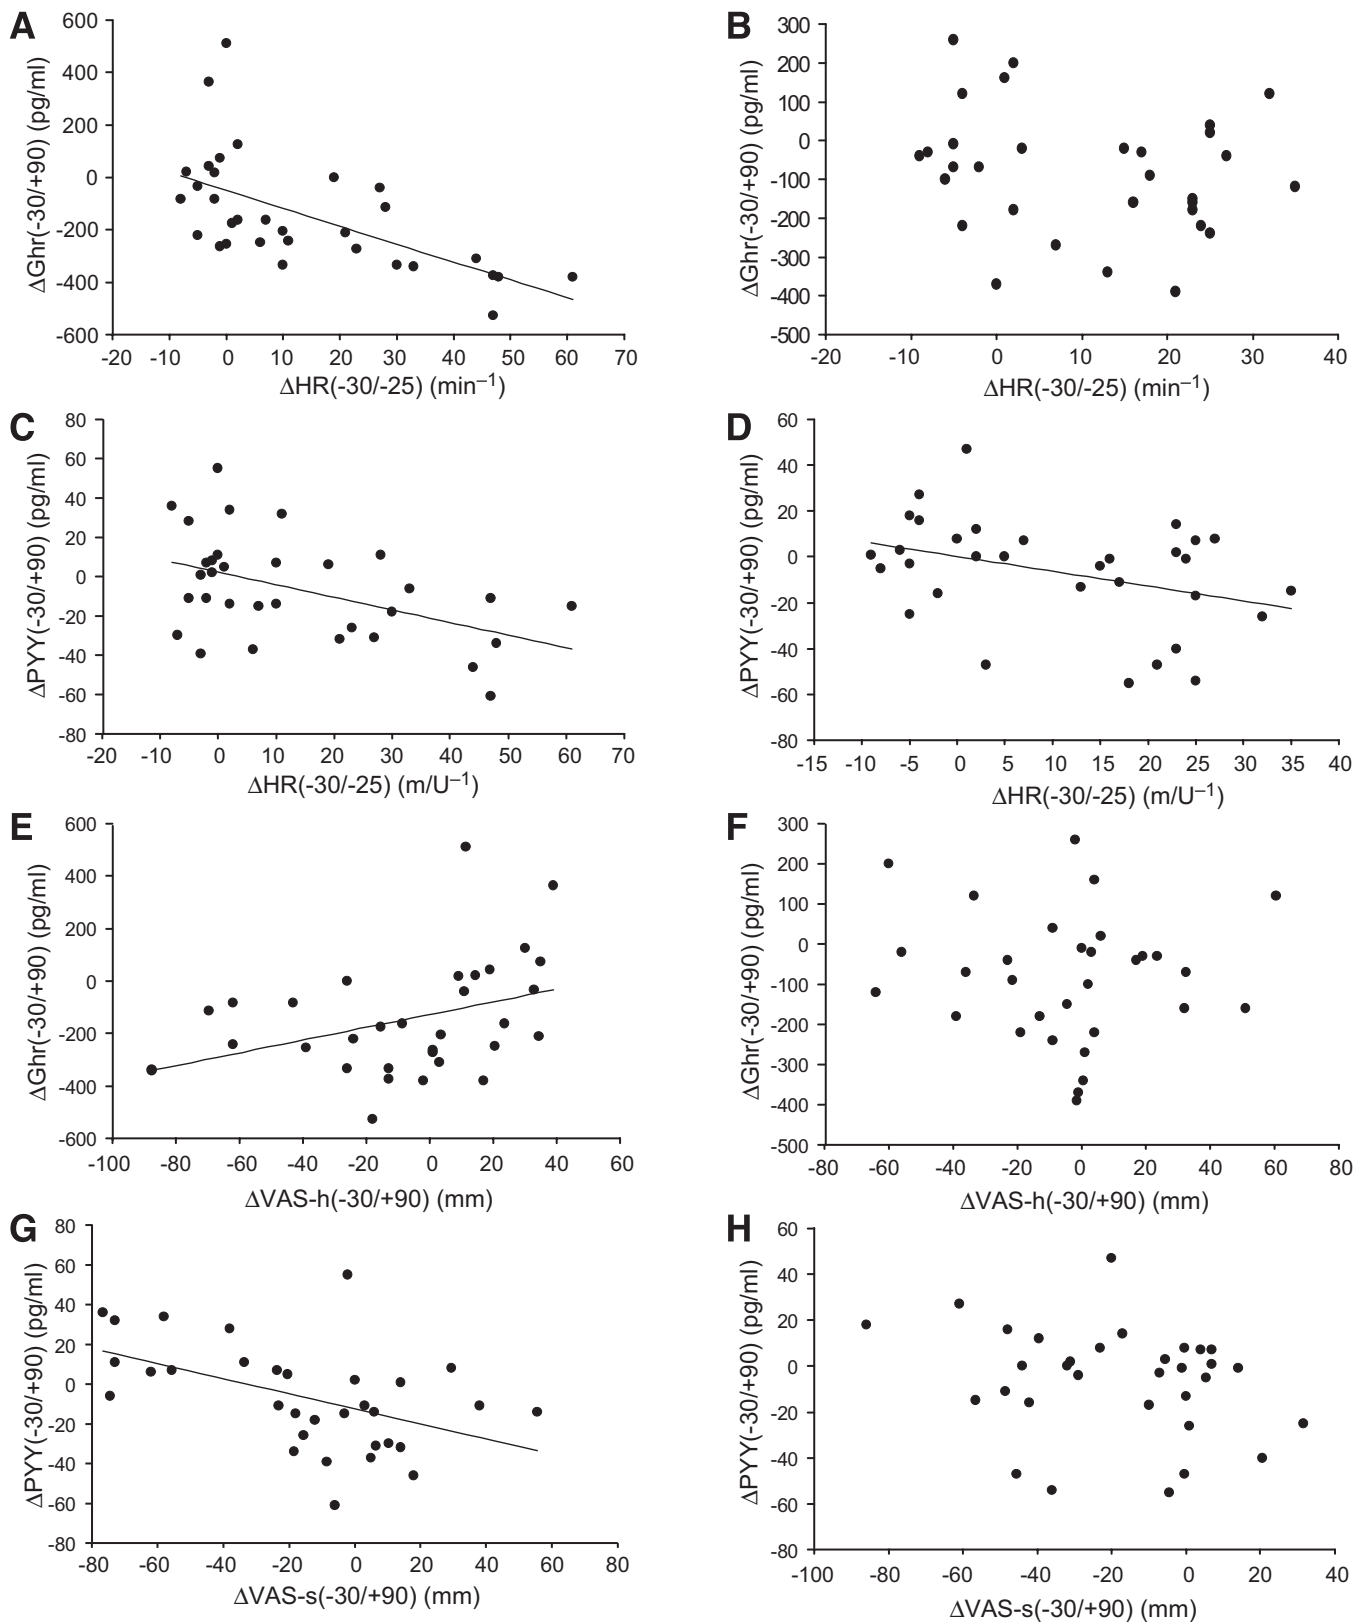 A
600
400
200
0
-200
-400
-600
-20 -10 0 10 20 30 40 50 60 70
ΔGhr(-30/+90) (pg/ml)
ΔHR(-30/-25) (min⁻¹)
B
300
200
100
0
-100
-200
-300
-400
-500
-20 -10 0 10 20 30 40
ΔGhr(-30/+90) (pg/ml)
ΔHR(-30/-25) (min⁻¹)
C
80
60
40
20
0
-20
-40
-60
-80
-20 -10 0 10 20 30 40 50 60 70
ΔPYY(-30/+90) (pg/ml)
ΔHR(-30/-25) (m/U⁻¹)
D
60
40
20
0
-20
-40
-60
-80
-15 -10 -5 0 5 10 15 20 25 30 35 40
ΔPYY(-30/+90) (pg/ml)
ΔHR(-30/-25) (m/U⁻¹)
E
600
400
200
0
-200
-400
-600
-100 -80 -60 -40 -20 0 20 40 60
ΔGhr(-30/+90) (pg/ml)
ΔVAS-h(-30/+90) (mm)
F
300
200
100
0
-100
-200
-300
-400
-500
-80 -60 -40 -20 0 20 40 60 80
ΔGhr(-30/+90) (pg/ml)
ΔVAS-h(-30/+90) (mm)
G
80
60
40
20
0
-20
-40
-60
-80
-80 -60 -40 -20 0 20 40 60 80
ΔPYY(-30/+90) (pg/ml)
ΔVAS-s(-30/+90) (mm)
H
60
40
20
0
-20
-40
-60
-80
-100 -80 -60 -40 -20 0 20 40
ΔPYY(-30/+90) (pg/ml)
ΔVAS-s(-30/+90) (mm)